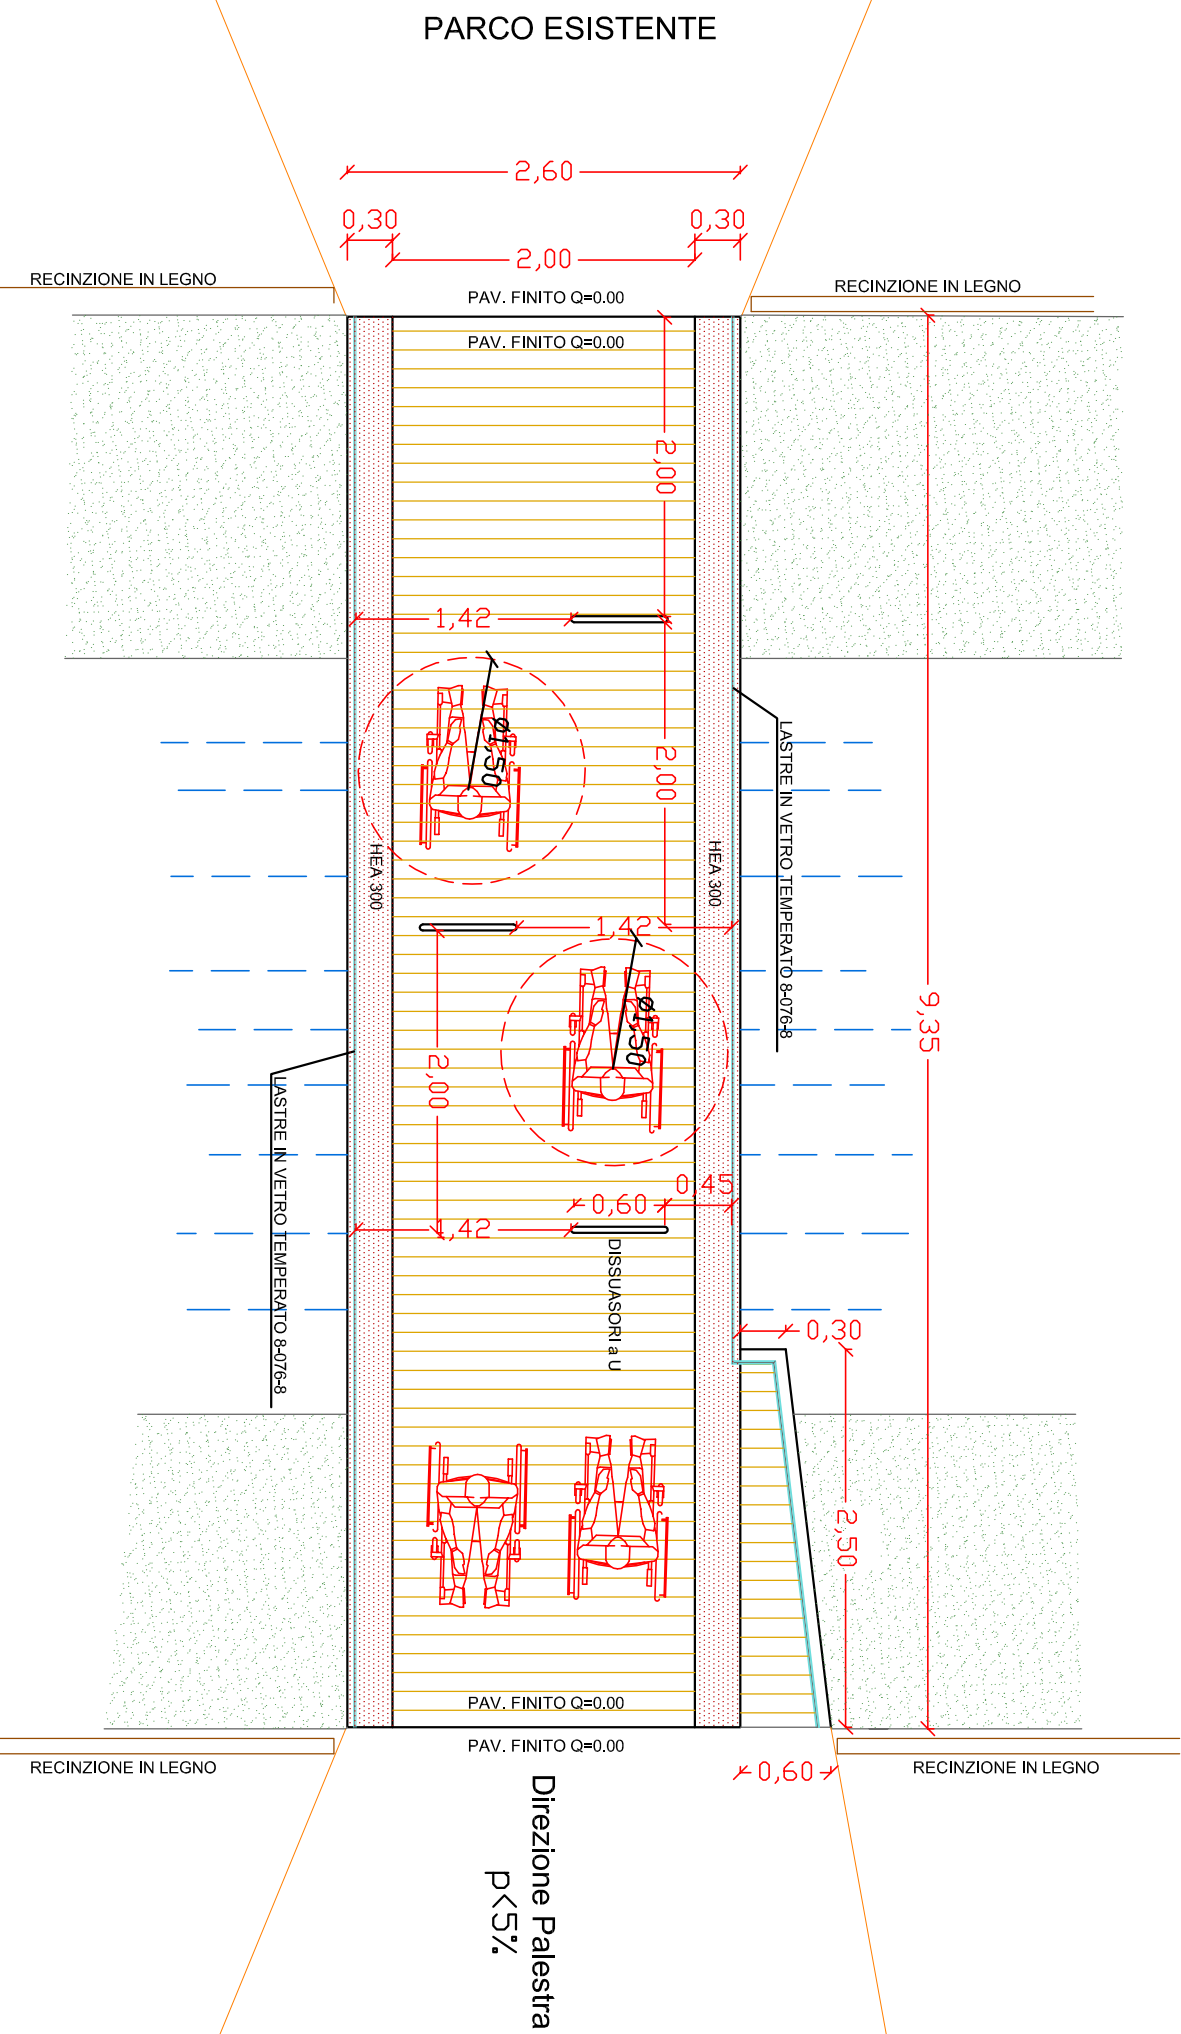 PARCO ESISTENTE
2,60
0,30
0,30
2,00
RECINZIONE IN LEGNO
RECINZIONE IN LEGNO
PAV. FINITO Q=0.00
PAV. FINITO Q=0.00
2,00
1,42
ø1,50
2,00
LASTRE IN VETRO TEMPERATO 8-076-8
HEA 300
HEA 300
1,42
9,35
ø1,50
2,00
LASTRE IN VETRO TEMPERATO 8-076-8
0,45
0,60
1,42
DISSUASORI a U
0,30
2,50
PAV. FINITO Q=0.00
PAV. FINITO Q=0.00
RECINZIONE IN LEGNO
RECINZIONE IN LEGNO
0,60
Direzione Palestra
p<5%